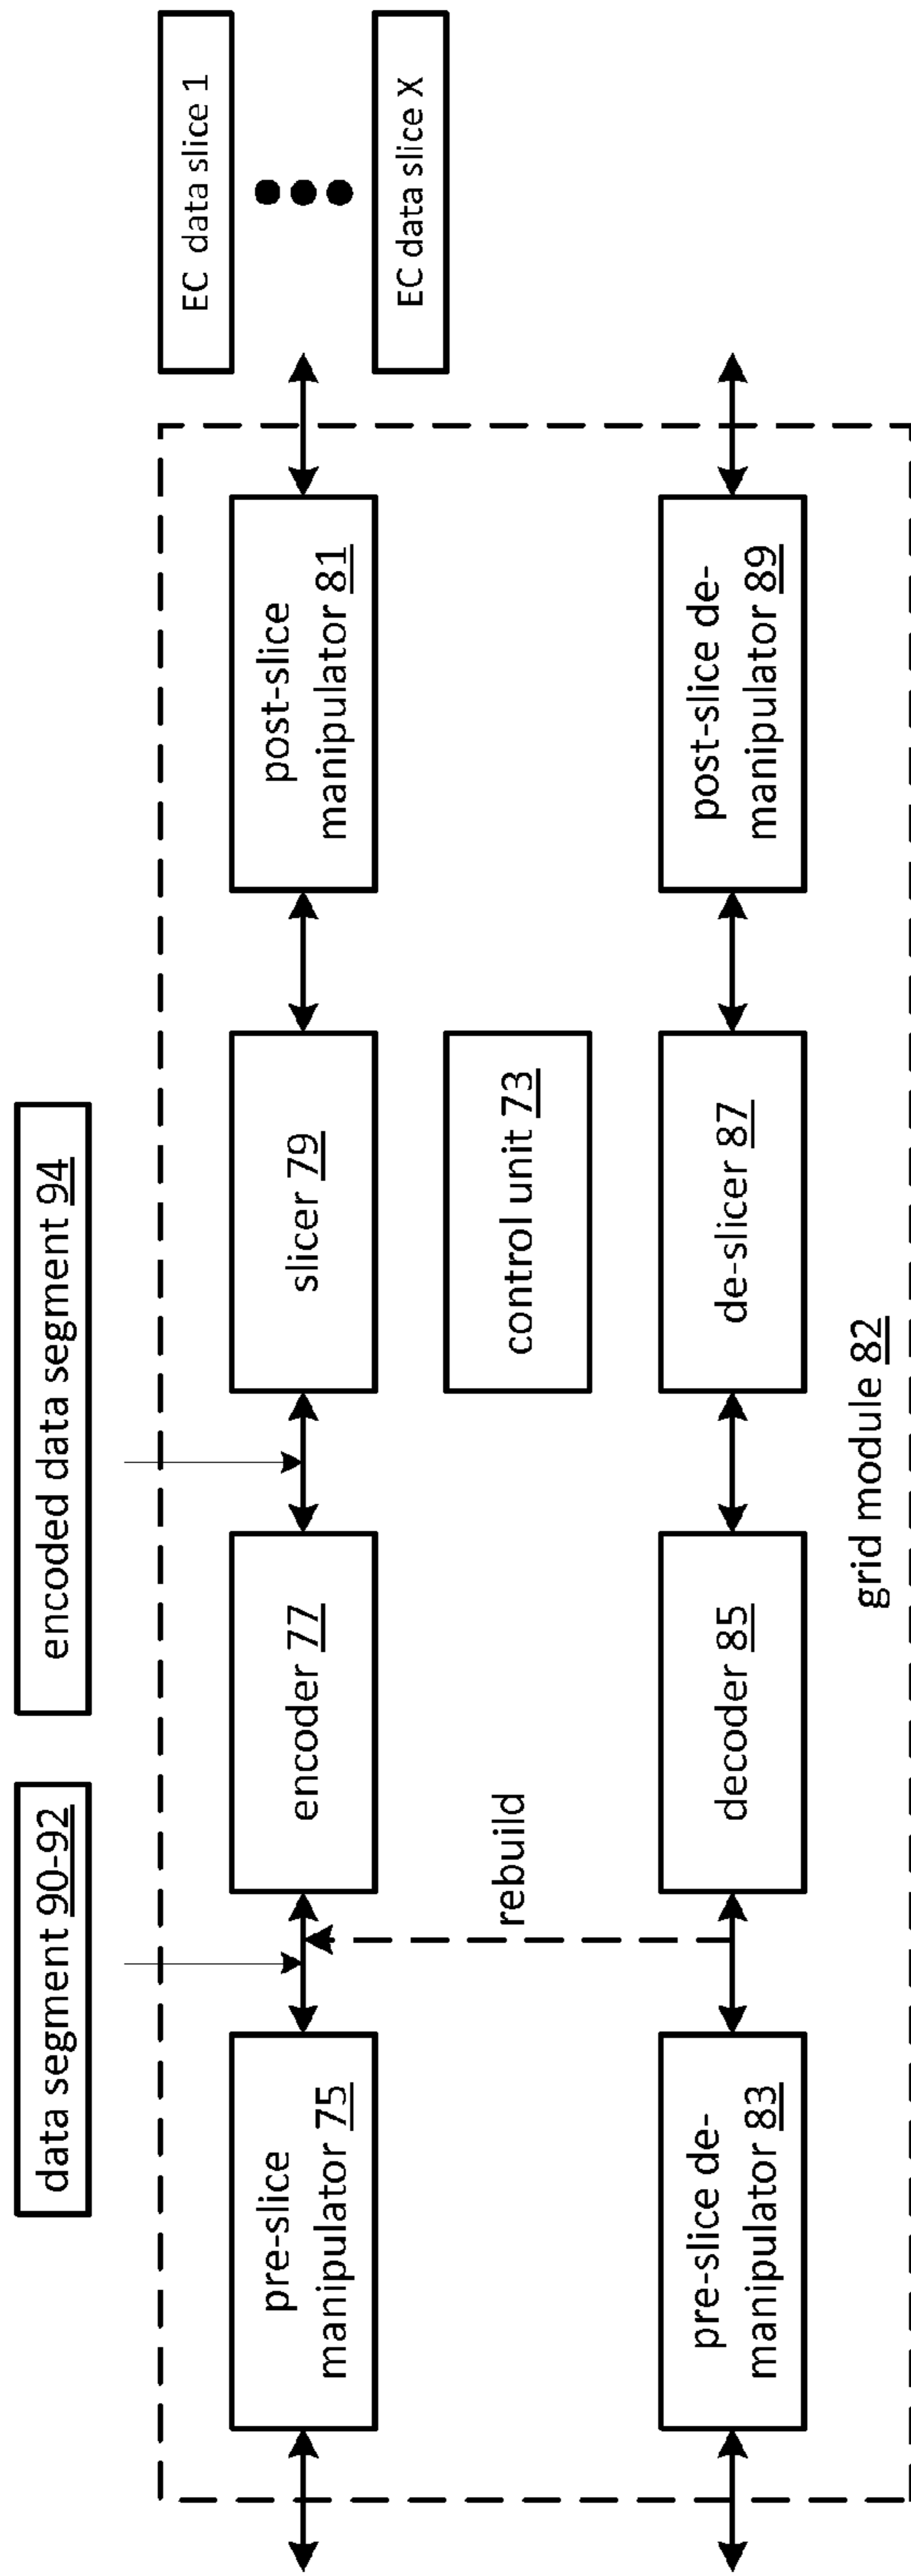 data segment 90-92
encoded data segment 94
EC data slice 1
EC data slice X
pre-slice
manipulator 75
encoder 77
slicer 79
post-slice
manipulator 81
rebuild
control unit 73
pre-slice de-
manipulator 83
decoder 85
de-slicer 87
post-slice de-
manipulator 89
grid module 82